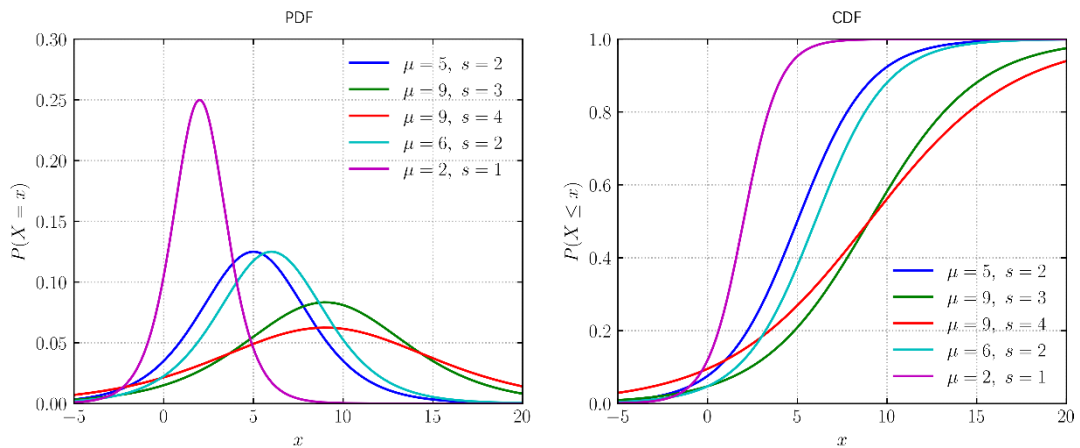 PDF
0.30
0.25
0.20
0.15
0.10
0.05
0.00
P(X = x)
μ = 5, s = 2
μ = 9, s = 3
μ = 9, s = 4
μ = 6, s = 2
μ = 2, s = 1
−5 0 5 10 15 20
x
CDF
1.0
0.8
0.6
0.4
0.2
0.0
P(X ≤ x)
μ = 5, s = 2
μ = 9, s = 3
μ = 9, s = 4
μ = 6, s = 2
μ = 2, s = 1
−5 0 5 10 15 20
x